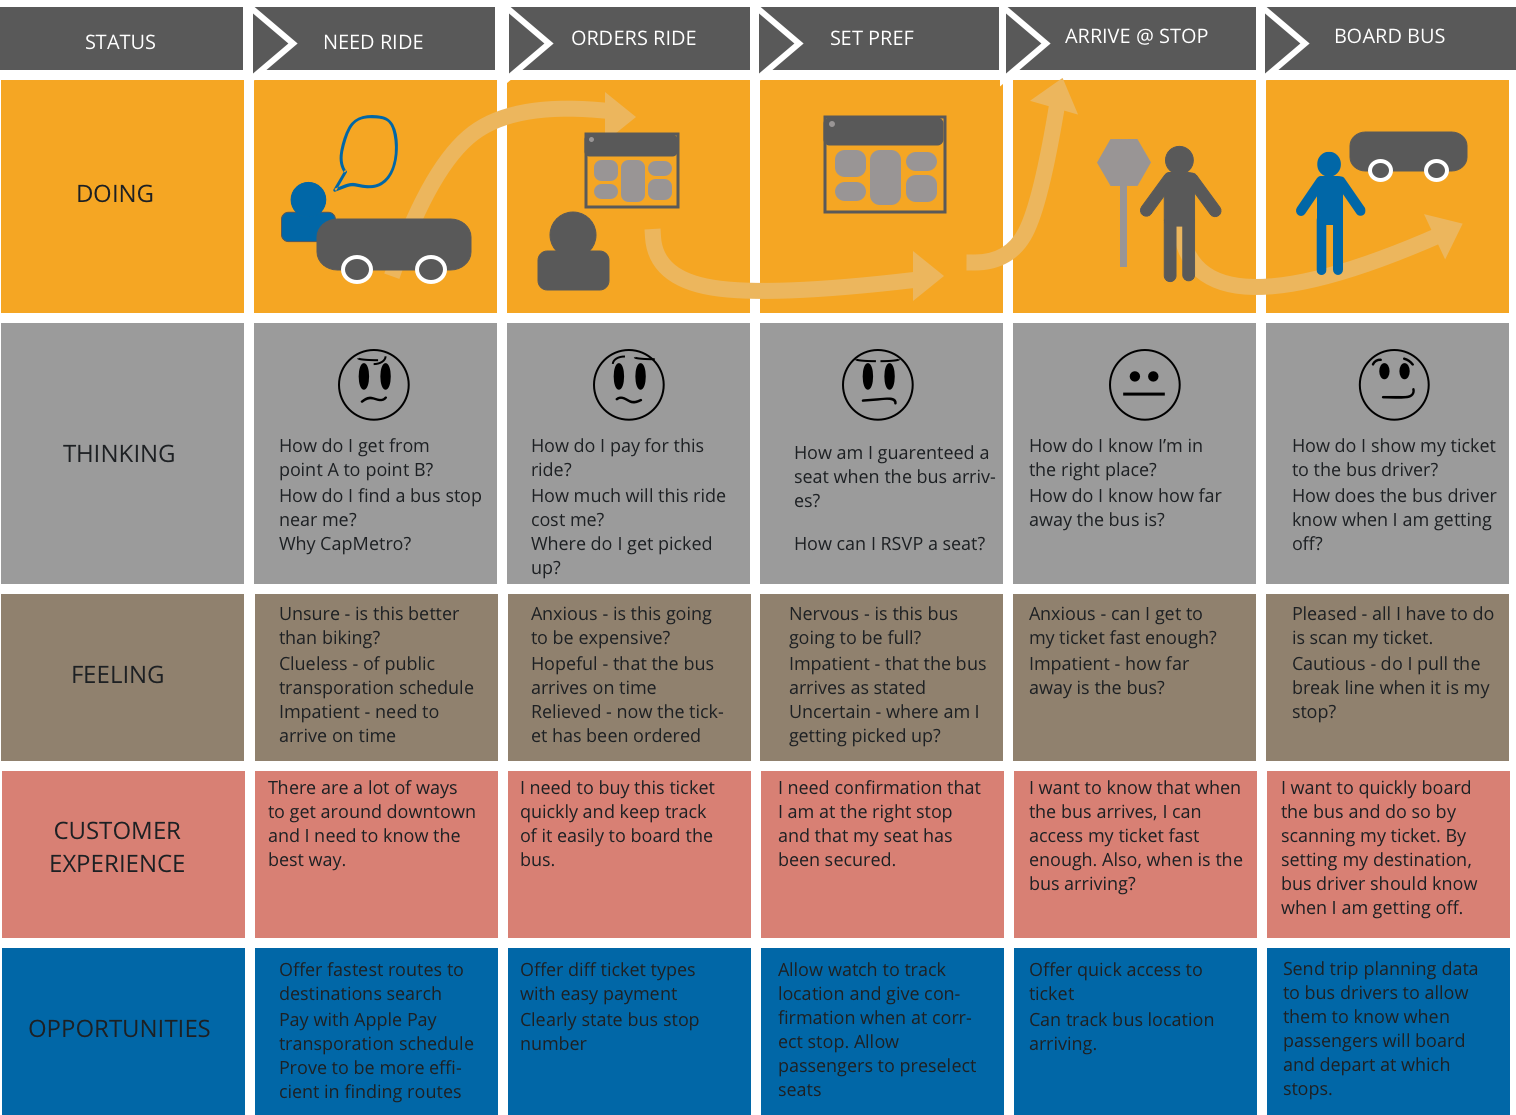 STATUS
NEED RIDE
ORDERS RIDE
SET PREF
ARRIVE @ STOP
BOARD BUS
DOING
THINKING
How do I get from
point A to point B?
How do I find a bus stop
near me?
Why CapMetro?
How do I pay for this
ride?
How much will this ride
cost me?
Where do I get picked
up?
How am I guarenteed a
seat when the bus arriv-
es?
How can I RSVP a seat?
How do I know I’m in
the right place?
How do I know how far
away the bus is?
How do I show my ticket
to the bus driver?
How does the bus driver
know when I am getting
off?
FEELING
Unsure - is this better
than biking?
Clueless - of public
transporation schedule
Impatient - need to
arrive on time
Anxious - is this going
to be expensive?
Hopeful - that the bus
arrives on time
Relieved - now the tick-
et has been ordered
Nervous - is this bus
going to be full?
Impatient - that the bus
arrives as stated
Uncertain - where am I
getting picked up?
Anxious - can I get to
my ticket fast enough?
Impatient - how far
away is the bus?
Pleased - all I have to do
is scan my ticket.
Cautious - do I pull the
break line when it is my
stop?
CUSTOMER
EXPERIENCE
There are a lot of ways
to get around downtown
and I need to know the
best way.
I need to buy this ticket
quickly and keep track
of it easily to board the
bus.
I need confirmation that
I am at the right stop
and that my seat has
been secured.
I want to know that when
the bus arrives, I can
access my ticket fast
enough. Also, when is the
bus arriving?
I want to quickly board
the bus and do so by
scanning my ticket. By
setting my destination,
bus driver should know
when I am getting off.
OPPORTUNITIES
Offer fastest routes to
destinations search
Pay with Apple Pay
transporation schedule
Prove to be more effi-
cient in finding routes
Offer diff ticket types
with easy payment
Clearly state bus stop
number
Allow watch to track
location and give con-
firmation when at corr-
ect stop. Allow
passengers to preselect
seats
Offer quick access to
ticket
Can track bus location
arriving.
Send trip planning data
to bus drivers to allow
them to know when
passengers will board
and depart at which
stops.